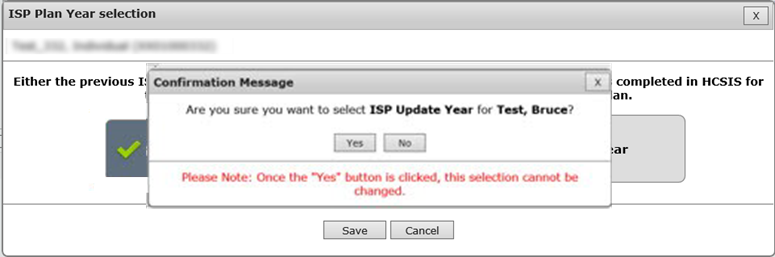 ISP Plan Year selection X
Either the previous completed in HCSIS for
Confirmation Message X
Are you sure you want to select ISP Update Year for Test, Bruce?
Yes No
Please Note: Once the "Yes" button is clicked, this selection cannot be
changed.
Save Cancel